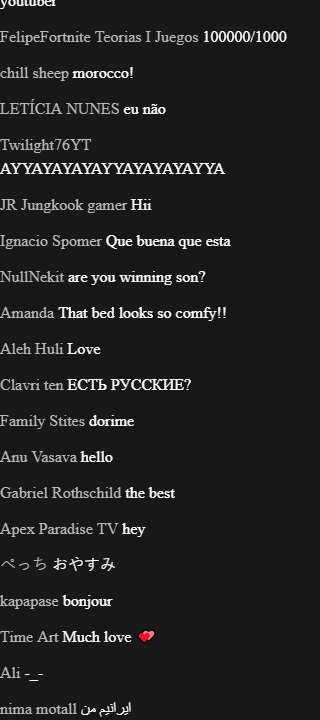 youtuber
FelipeFortnite Teorias I Juegos 100000/1000
chill sheep morocco!
LETÍCIA NUNES eu não
Twilight76YT
AYYAYAYAYAYYAYAYAYAYYA
JR Jungkook gamer Hii
Ignacio Spomer Que buena que esta
NullNekit are you winning son?
Amanda That bed looks so comfy!!
Aleh Huli Love
Clavri ten ЕСТЬ РУССКИЕ?
Family Stites dorime
Anu Vasava hello
Gabriel Rothschild the best
Apex Paradise TV hey
ぺっち おやすみ
kapapase bonjour
Time Art Much love 💕
Ali -_-
nima motall ایرانیم من